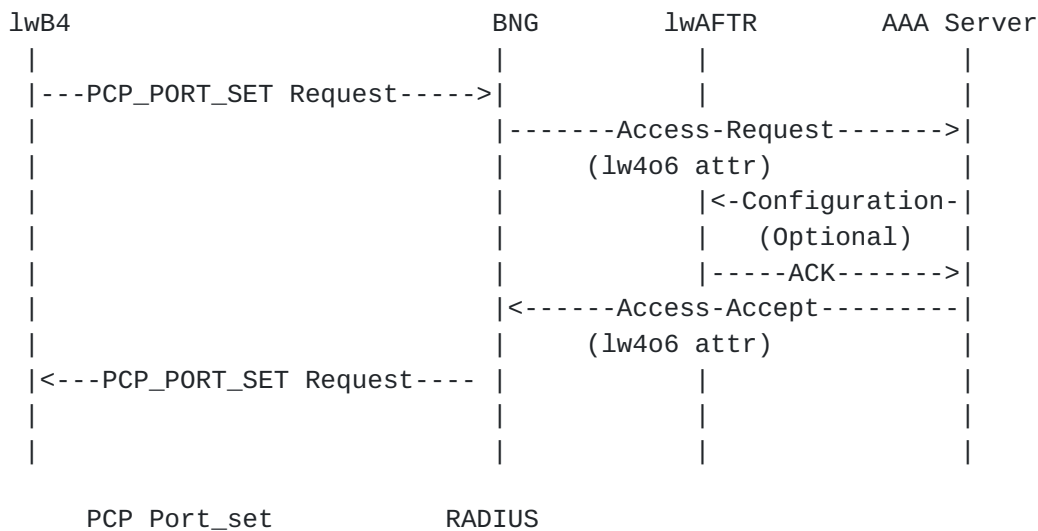 lwB4                           BNG        lwAFTR        AAA Server
 |                              |            |                |
 |---PCP_PORT_SET Request----->|            |                |
 |                              |-------Access-Request------->|
 |                              |     (lw4o6 attr)            |
 |                              |            |<-Configuration-|
 |                              |            |   (Optional)   |
 |                              |            |-----ACK------->|
 |                              |<------Access-Accept---------|
 |                              |     (lw4o6 attr)            |
 |<---PCP_PORT_SET Request---- |            |                |
 |                              |            |                |
 |                              |            |                |
PCP Port_set          RADIUS